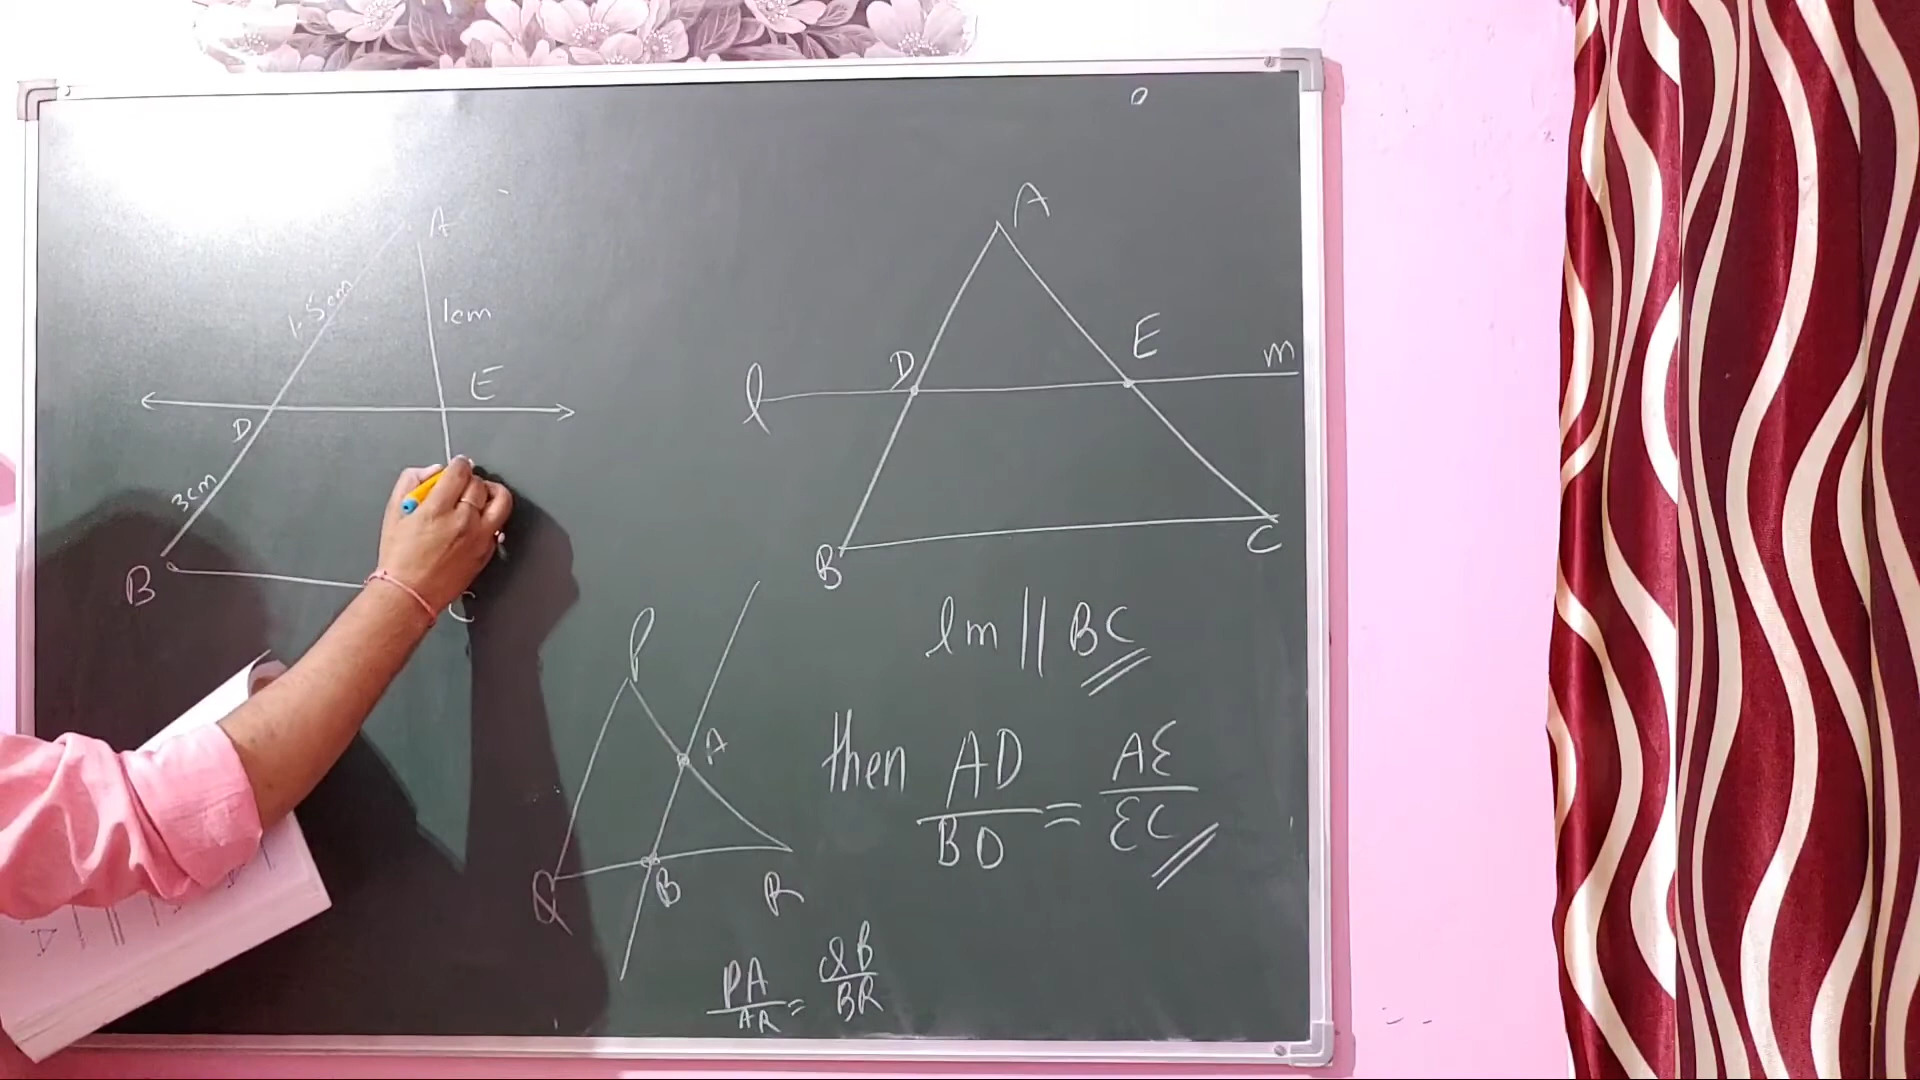 A
1.5cm
1cm
E
D
3cm
B
C
A
D
E
l
m
B
C
lm || BC
then AD/BD = AE/EC
P
A
Q
B
R
PA/AR = QB/BR